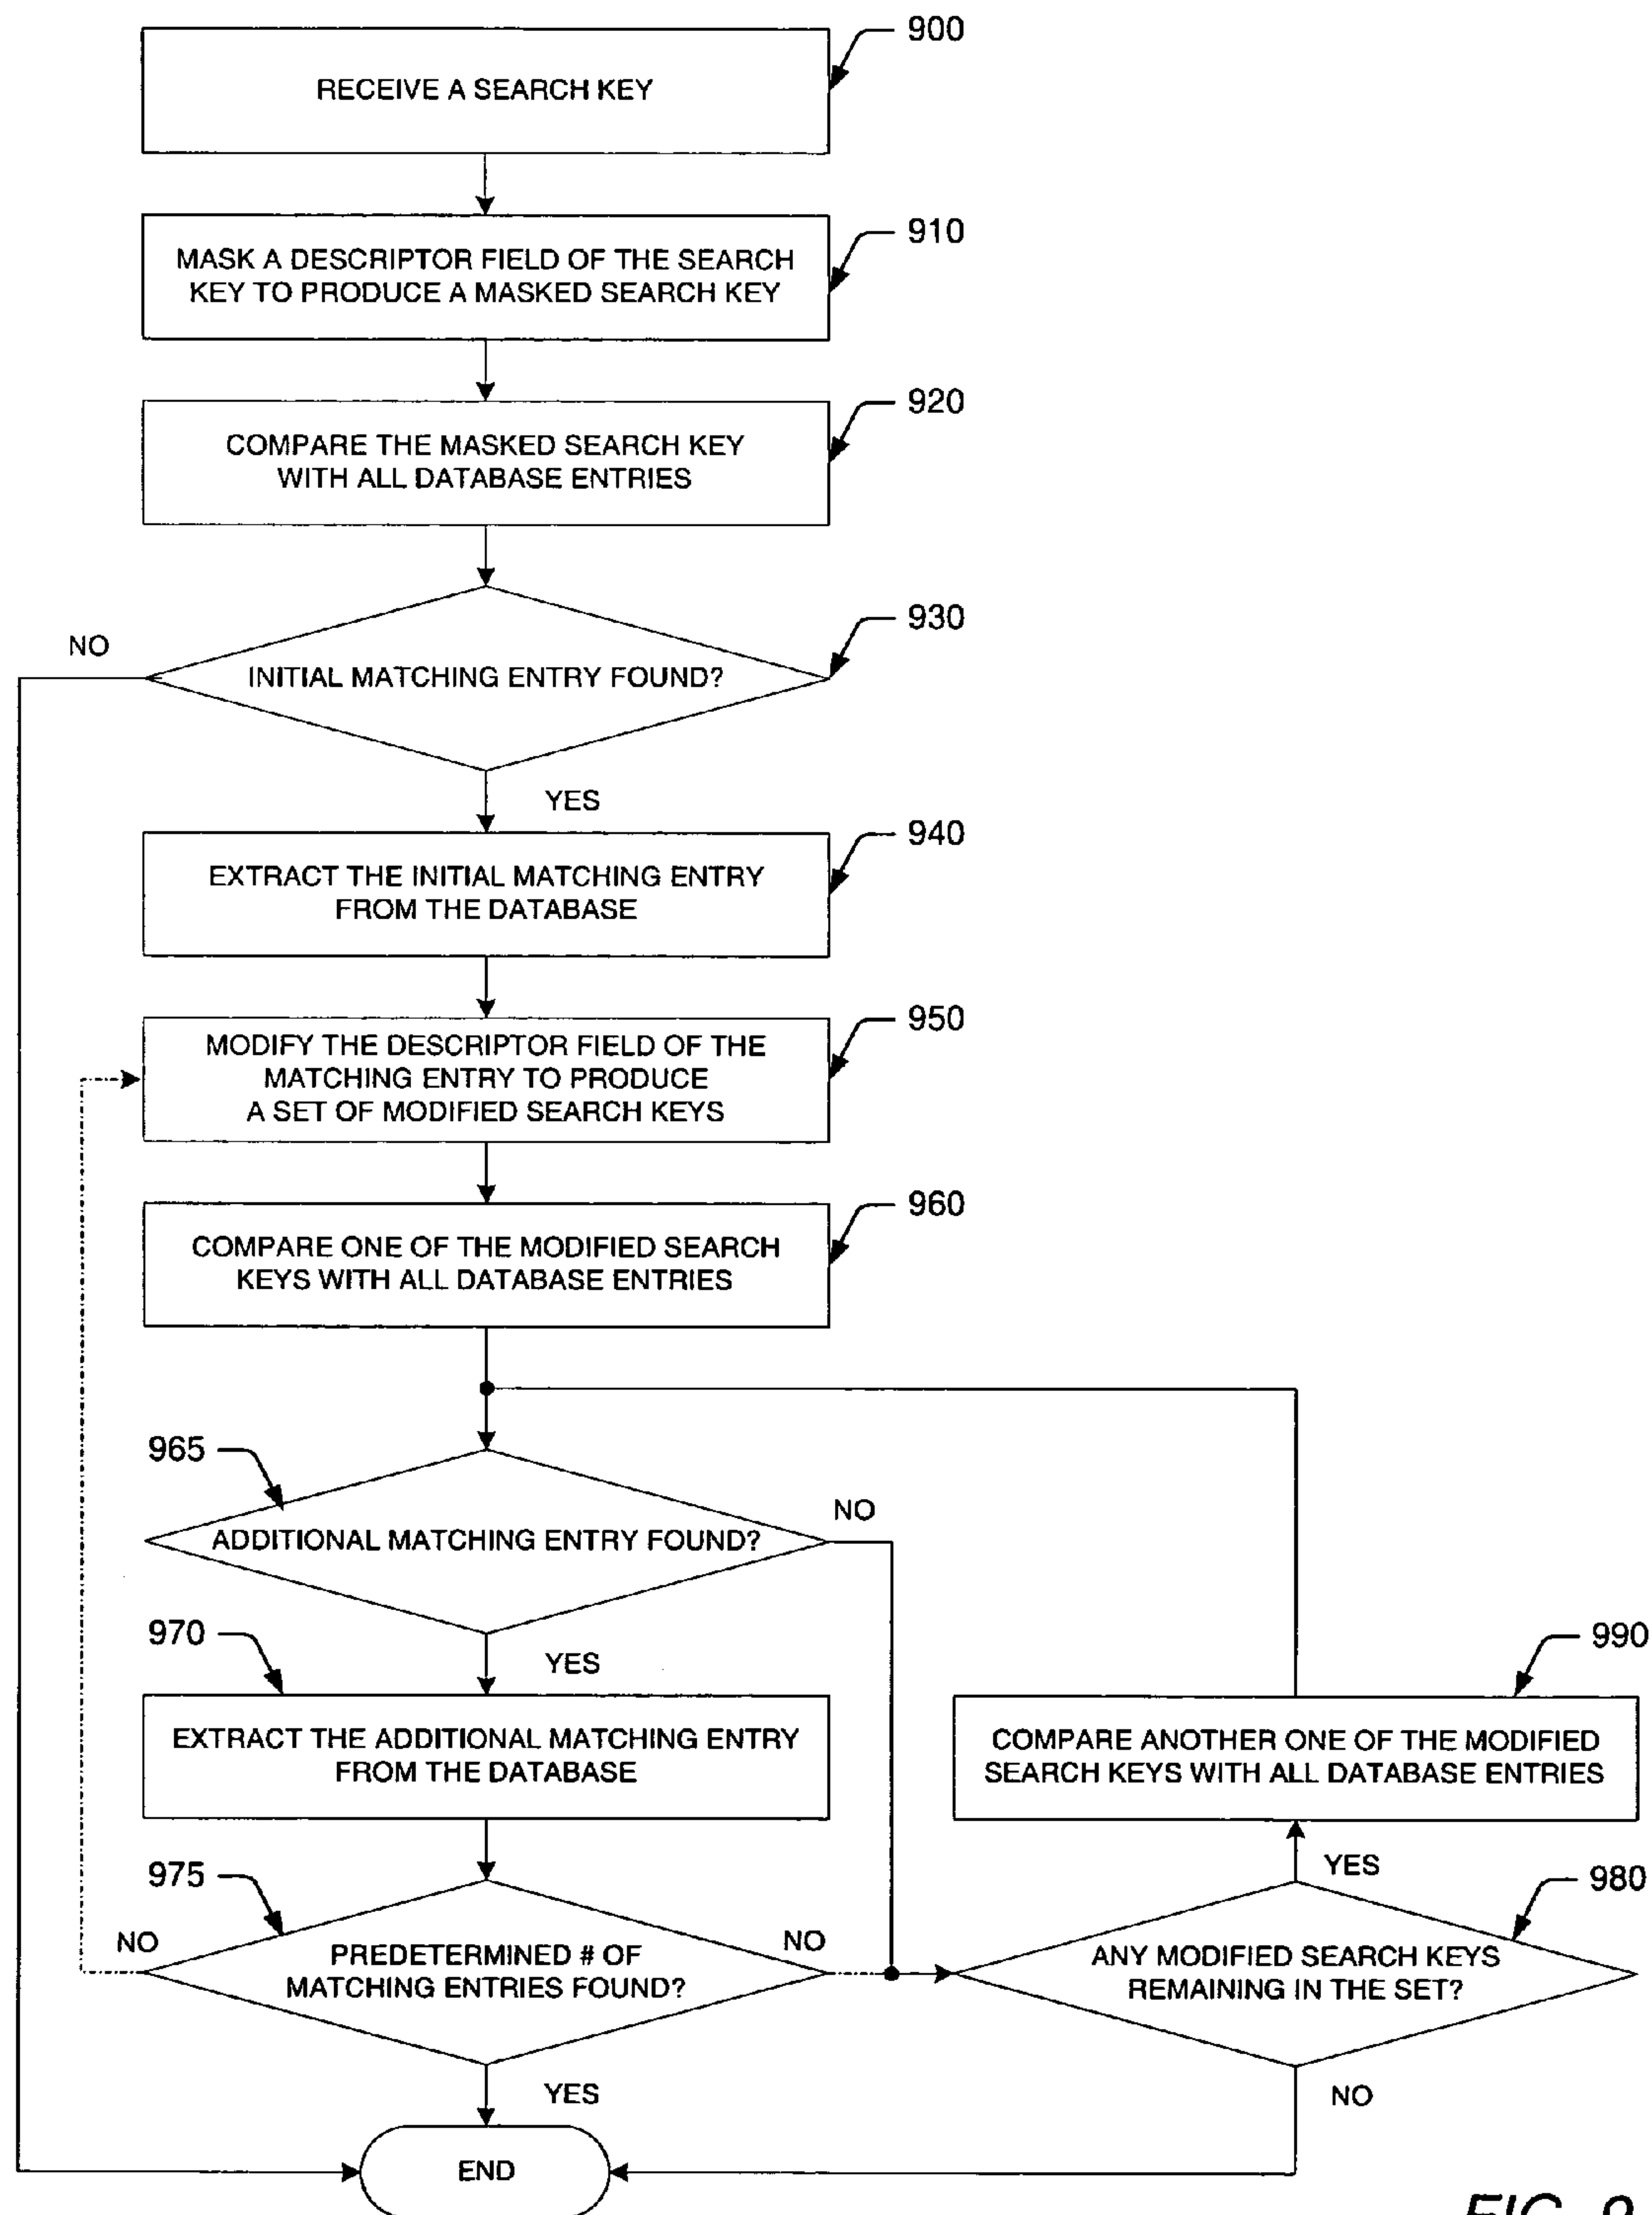 900
RECEIVE A SEARCH KEY
910
MASK A DESCRIPTOR FIELD OF THE SEARCH
KEY TO PRODUCE A MASKED SEARCH KEY
920
COMPARE THE MASKED SEARCH KEY
WITH ALL DATABASE ENTRIES
930
NO
INITIAL MATCHING ENTRY FOUND?
YES
940
EXTRACT THE INITIAL MATCHING ENTRY
FROM THE DATABASE
950
MODIFY THE DESCRIPTOR FIELD OF THE
MATCHING ENTRY TO PRODUCE
A SET OF MODIFIED SEARCH KEYS
960
COMPARE ONE OF THE MODIFIED SEARCH
KEYS WITH ALL DATABASE ENTRIES
965
NO
ADDITIONAL MATCHING ENTRY FOUND?
970
YES
990
EXTRACT THE ADDITIONAL MATCHING ENTRY
FROM THE DATABASE
COMPARE ANOTHER ONE OF THE MODIFIED
SEARCH KEYS WITH ALL DATABASE ENTRIES
975
YES
980
NO
NO
PREDETERMINED # OF
MATCHING ENTRIES FOUND?
ANY MODIFIED SEARCH KEYS
REMAINING IN THE SET?
YES
NO
END
FIG. 9